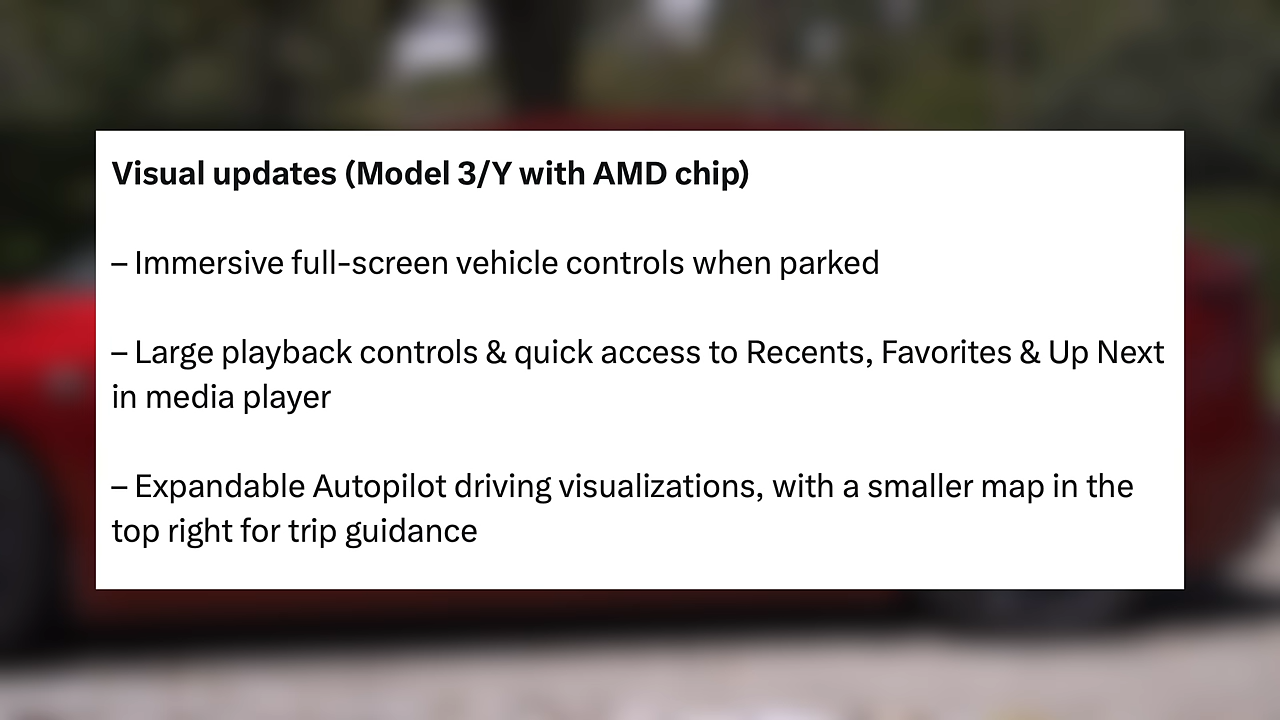 Visual updates (Model 3/Y with AMD chip)
– Immersive full-screen vehicle controls when parked
– Large playback controls & quick access to Recents, Favorites & Up Next
in media player
– Expandable Autopilot driving visualizations, with a smaller map in the
top right for trip guidance